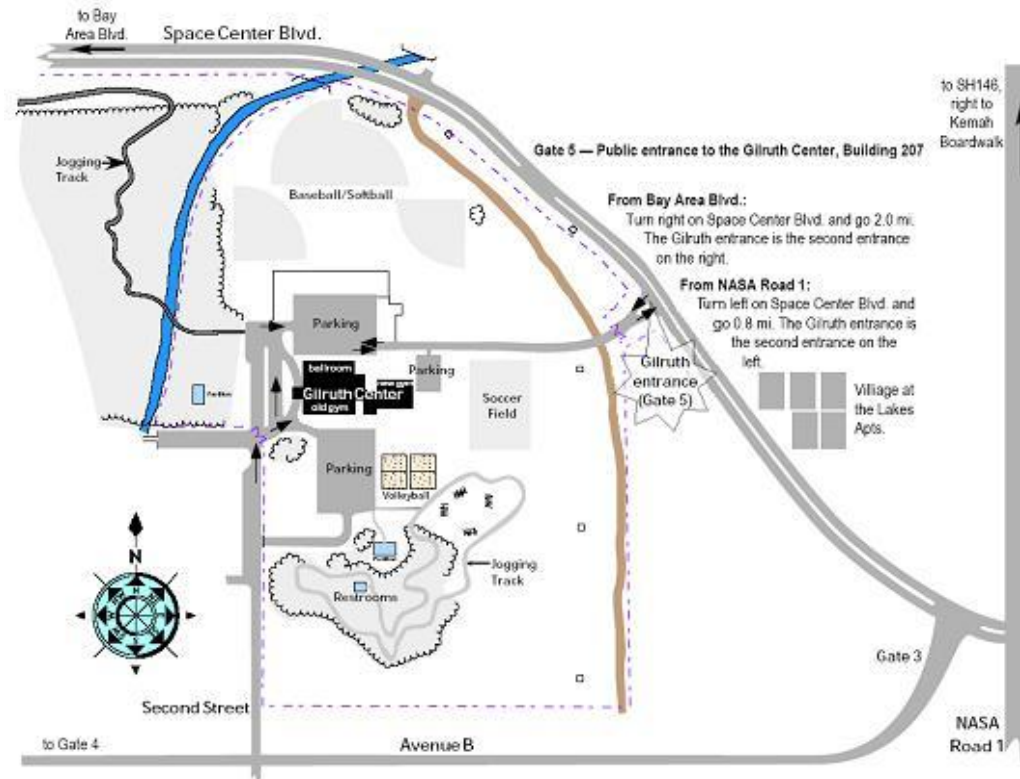 to Bay
Area Blvd.
Space Center Blvd.
to SH146,
right to
Kemah
Boardwalk
Jogging
Track
Gate 5 — Public entrance to the Gilruth Center, Building 207
Baseball/Softball
From Bay Area Blvd.:
Turn right on Space Center Blvd. and go 2.0 mi.
The Gilruth entrance is the second entrance
on the right.
From NASA Road 1:
Turn left on Space Center Blvd. and
go 0.8 mi. The Gilruth entrance is
the second entrance on the
left.
Parking
Parking
ballroom
Gilruth Center
old gym
Pavilion
Soccer
Field
Gilruth
entrance
(Gate 5)
Village at
the Lakes
Apts.
Parking
Volleyball
N
Jogging
Track
Restrooms
Gate 3
Second Street
to Gate 4
Avenue B
NASA
Road 1